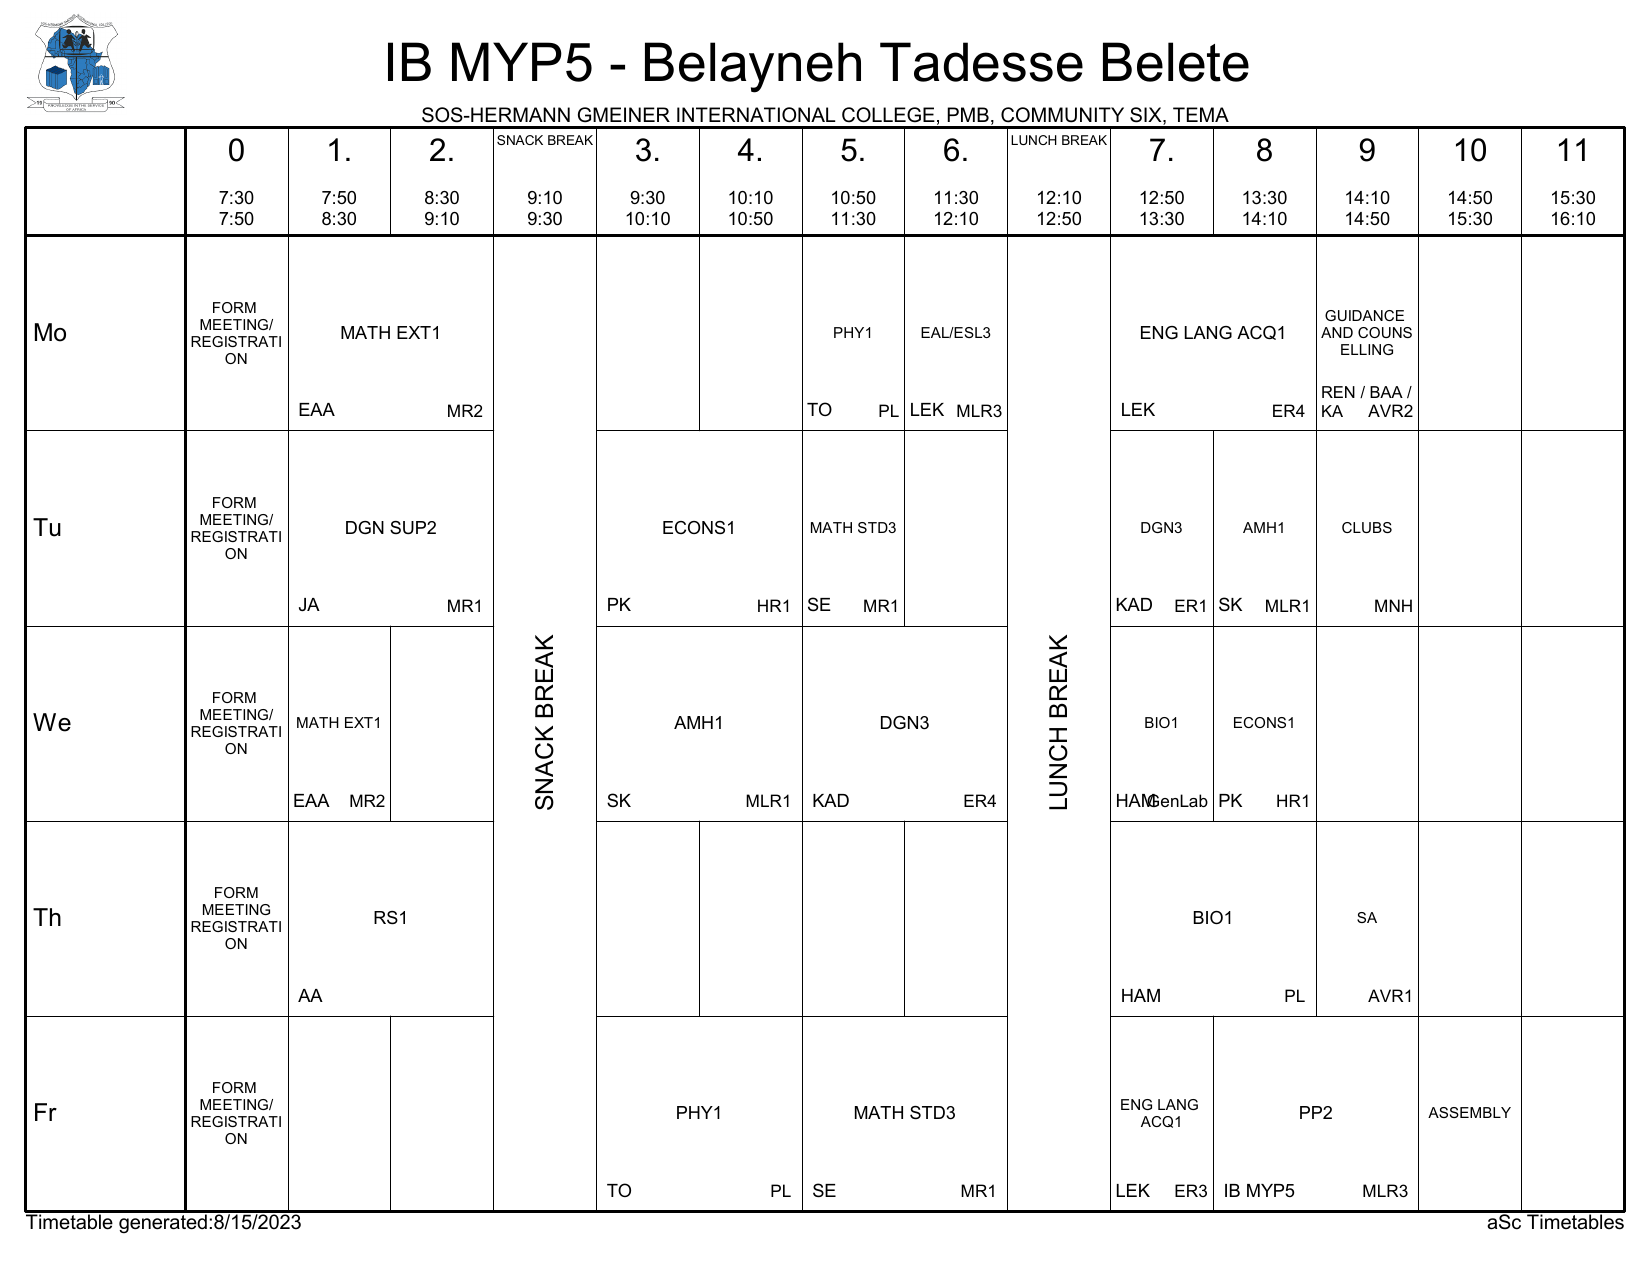 IB MYP5 - Belayneh Tadesse Belete
SOS-HERMANN GMEINER INTERNATIONAL COLLEGE, PMB, COMMUNITY SIX, TEMA
19 KNOWLEDGE IN THE SERVICE 90
OF AFRICA
0 1. 2. SNACK BREAK 3. 4. 5. 6. LUNCH BREAK 7. 8 9 10 11
7:30 7:50 8:30 9:10 9:30 10:10 10:50 11:30 12:10 12:50 13:30 14:10 14:50 15:30
7:50 8:30 9:10 9:30 10:10 10:50 11:30 12:10 12:50 13:30 14:10 14:50 15:30 16:10
SNACK BREAK
LUNCH BREAK
Mo
FORM
MEETING/
REGISTRATI
ON
MATH EXT1
EAA MR2
PHY1
TO PL
EAL/ESL3
LEK MLR3
ENG LANG ACQ1
LEK ER4
GUIDANCE
AND COUNS
ELLING
REN / BAA /
KA AVR2
Tu
FORM
MEETING/
REGISTRATI
ON
DGN SUP2
JA MR1
ECONS1
PK HR1
MATH STD3
SE MR1
DGN3
KAD ER1
AMH1
SK MLR1
CLUBS
MNH
We
FORM
MEETING/
REGISTRATI
ON
MATH EXT1
EAA MR2
AMH1
SK MLR1
DGN3
KAD ER4
BIO1
HAM GenLab
ECONS1
PK HR1
Th
FORM
MEETING
REGISTRATI
ON
RS1
AA
BIO1
HAM PL
SA
AVR1
Fr
FORM
MEETING/
REGISTRATI
ON
PHY1
TO PL
MATH STD3
SE MR1
ENG LANG
ACQ1
LEK ER3
PP2
IB MYP5 MLR3
ASSEMBLY
Timetable generated:8/15/2023
aSc Timetables